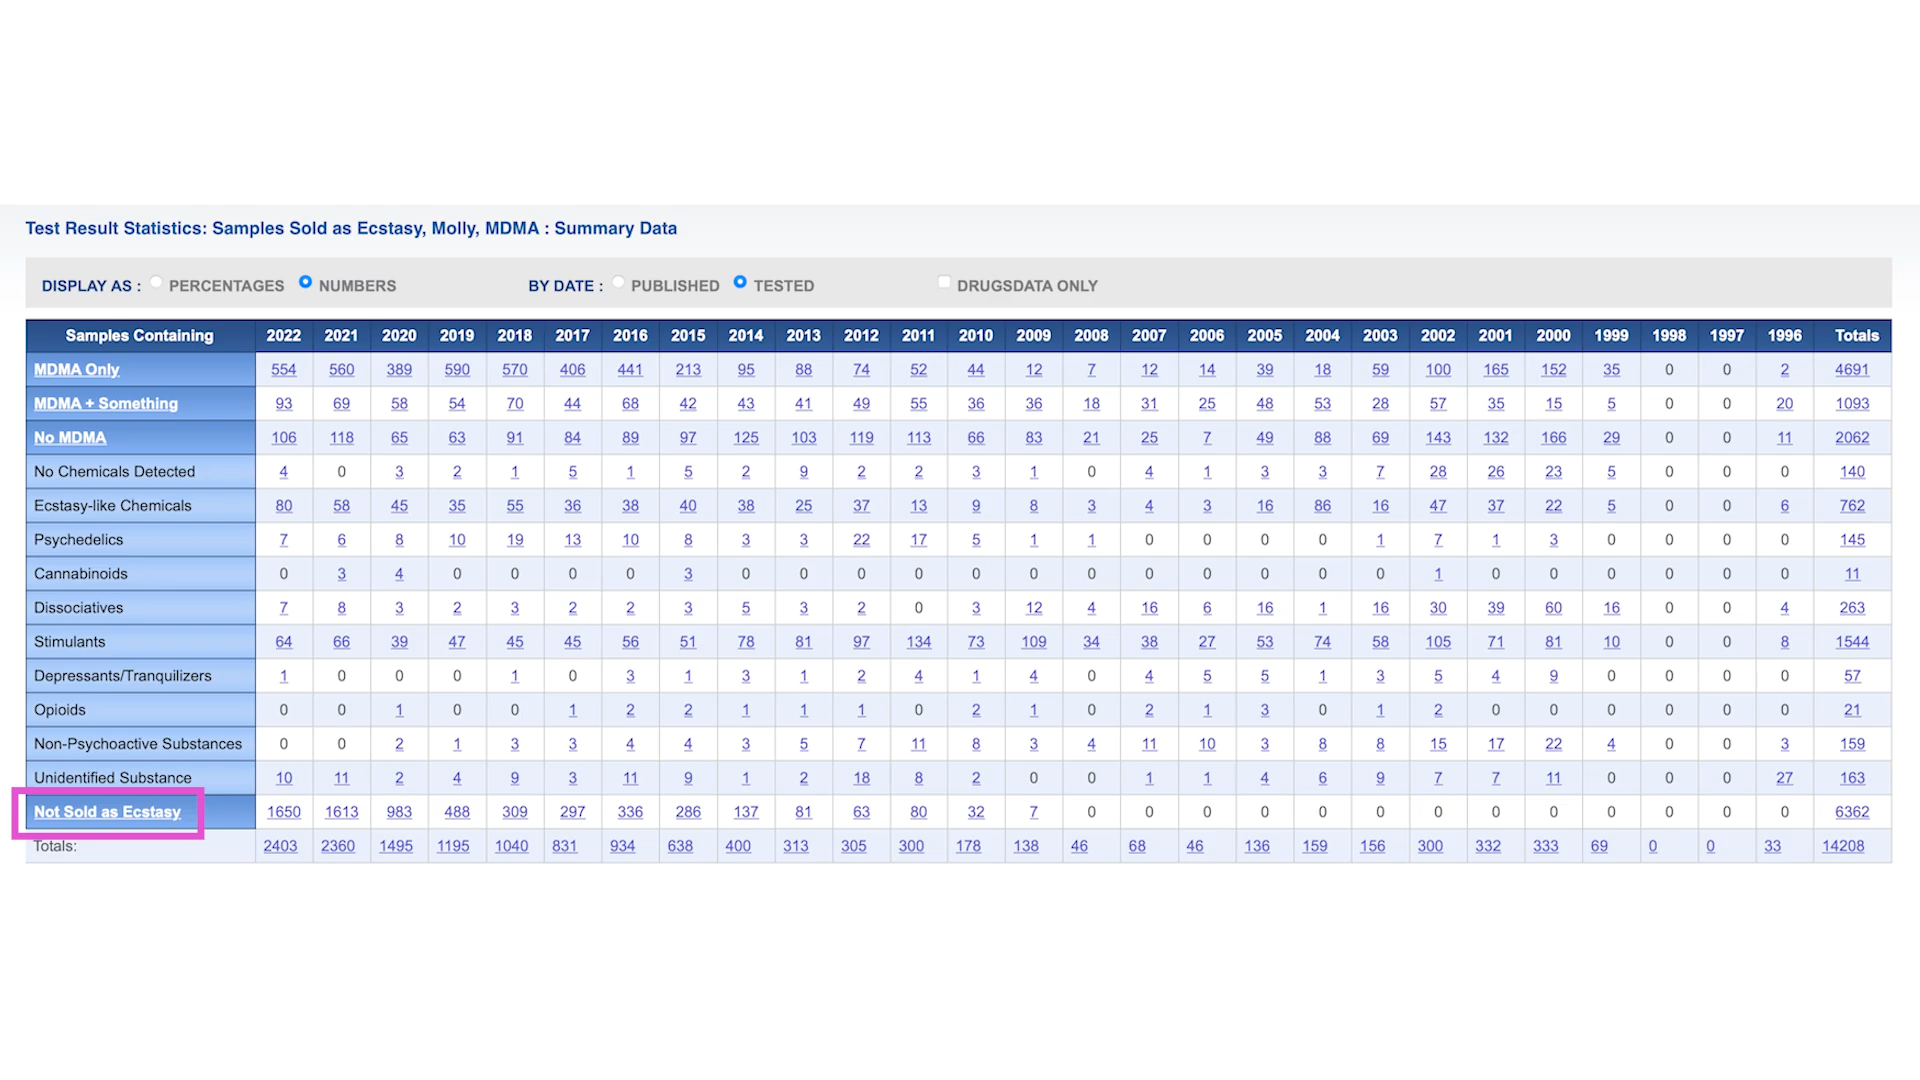 Test Result Statistics: Samples Sold as Ecstasy, Molly, MDMA : Summary Data
DISPLAY AS : PERCENTAGES NUMBERS BY DATE : PUBLISHED TESTED DRUGSDATA ONLY
Samples Containing 2022 2021 2020 2019 2018 2017 2016 2015 2014 2013 2012 2011 2010 2009 2008 2007 2006 2005 2004 2003 2002 2001 2000 1999 1998 1997 1996 Totals
MDMA Only 554 560 389 590 570 406 441 213 95 88 74 52 44 12 7 12 14 39 18 59 100 165 152 35 0 0 2 4691
MDMA + Something 93 69 58 54 70 44 68 42 43 41 49 55 36 36 18 31 25 48 53 28 57 35 15 5 0 0 20 1093
No MDMA 106 118 65 63 91 84 89 97 125 103 119 113 66 83 21 25 7 49 88 69 143 132 166 29 0 0 11 2062
No Chemicals Detected 4 0 3 2 1 5 1 5 2 9 2 2 3 1 0 4 1 3 3 7 28 26 23 5 0 0 0 140
Ecstasy-like Chemicals 80 58 45 35 55 36 38 40 38 25 37 13 9 8 3 4 3 16 86 16 47 37 22 5 0 0 6 762
Psychedelics 7 6 8 10 19 13 10 8 3 3 22 17 5 1 1 0 0 0 0 1 7 1 3 0 0 0 0 145
Cannabinoids 0 3 4 0 0 0 0 3 0 0 0 0 0 0 0 0 0 0 0 0 1 0 0 0 0 0 0 11
Dissociatives 7 8 3 2 3 2 2 3 5 3 2 0 3 12 4 16 6 16 1 16 30 39 60 16 0 0 4 263
Stimulants 64 66 39 47 45 45 56 51 78 81 97 134 73 109 34 38 27 53 74 58 105 71 81 10 0 0 8 1544
Depressants/Tranquilizers 1 0 0 0 1 0 3 1 3 1 2 4 1 4 0 4 5 5 1 3 5 4 9 0 0 0 0 57
Opioids 0 0 1 0 0 1 2 2 1 1 1 0 2 1 0 2 1 3 0 1 2 0 0 0 0 0 0 21
Non-Psychoactive Substances 0 0 2 1 3 3 4 4 3 5 7 11 8 3 4 11 10 3 8 8 15 17 22 4 0 0 3 159
Unidentified Substance 10 11 2 4 9 3 11 9 1 2 18 8 2 0 0 1 1 4 6 9 7 7 11 0 0 0 27 163
Not Sold as Ecstasy 1650 1613 983 488 309 297 336 286 137 81 63 80 32 7 0 0 0 0 0 0 0 0 0 0 0 0 0 6362
Totals: 2403 2360 1495 1195 1040 831 934 638 400 313 305 300 178 138 46 68 46 136 159 156 300 332 333 69 0 0 33 14208